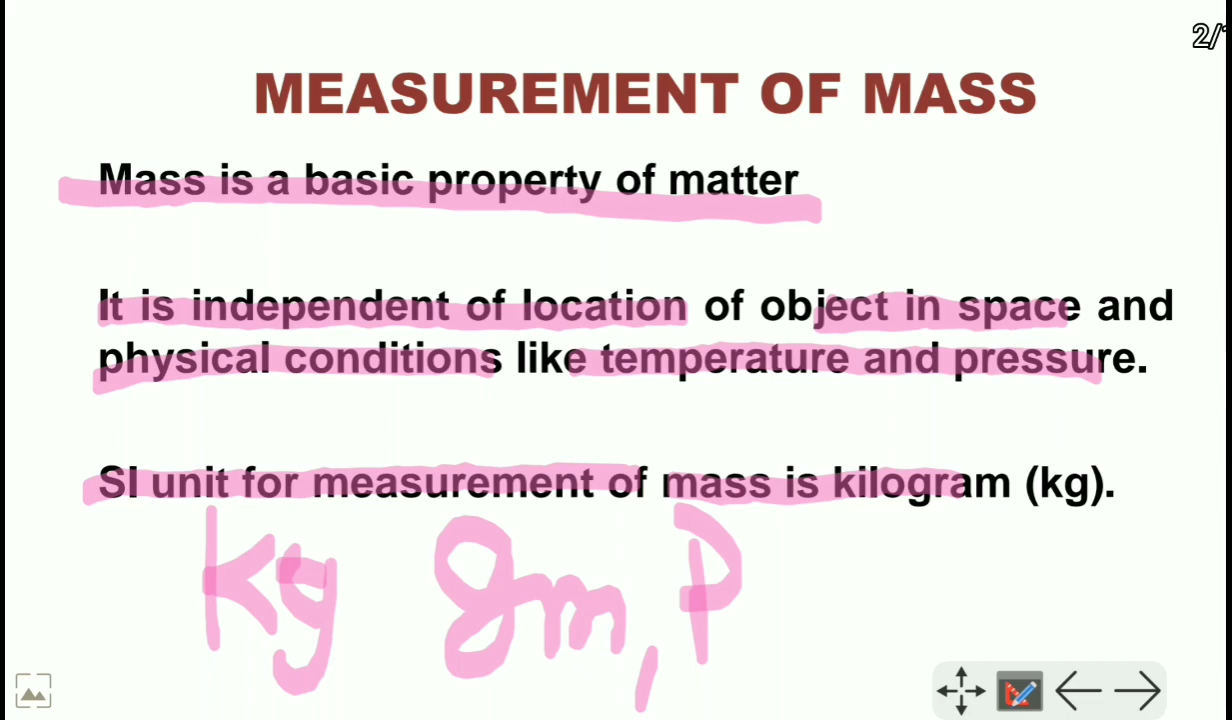 2/
MEASUREMENT OF MASS
Mass is a basic property of matter
It is independent of location of object in space and
physical conditions like temperature and pressure.
SI unit for measurement of mass is kilogram (kg).
Kg gm, P